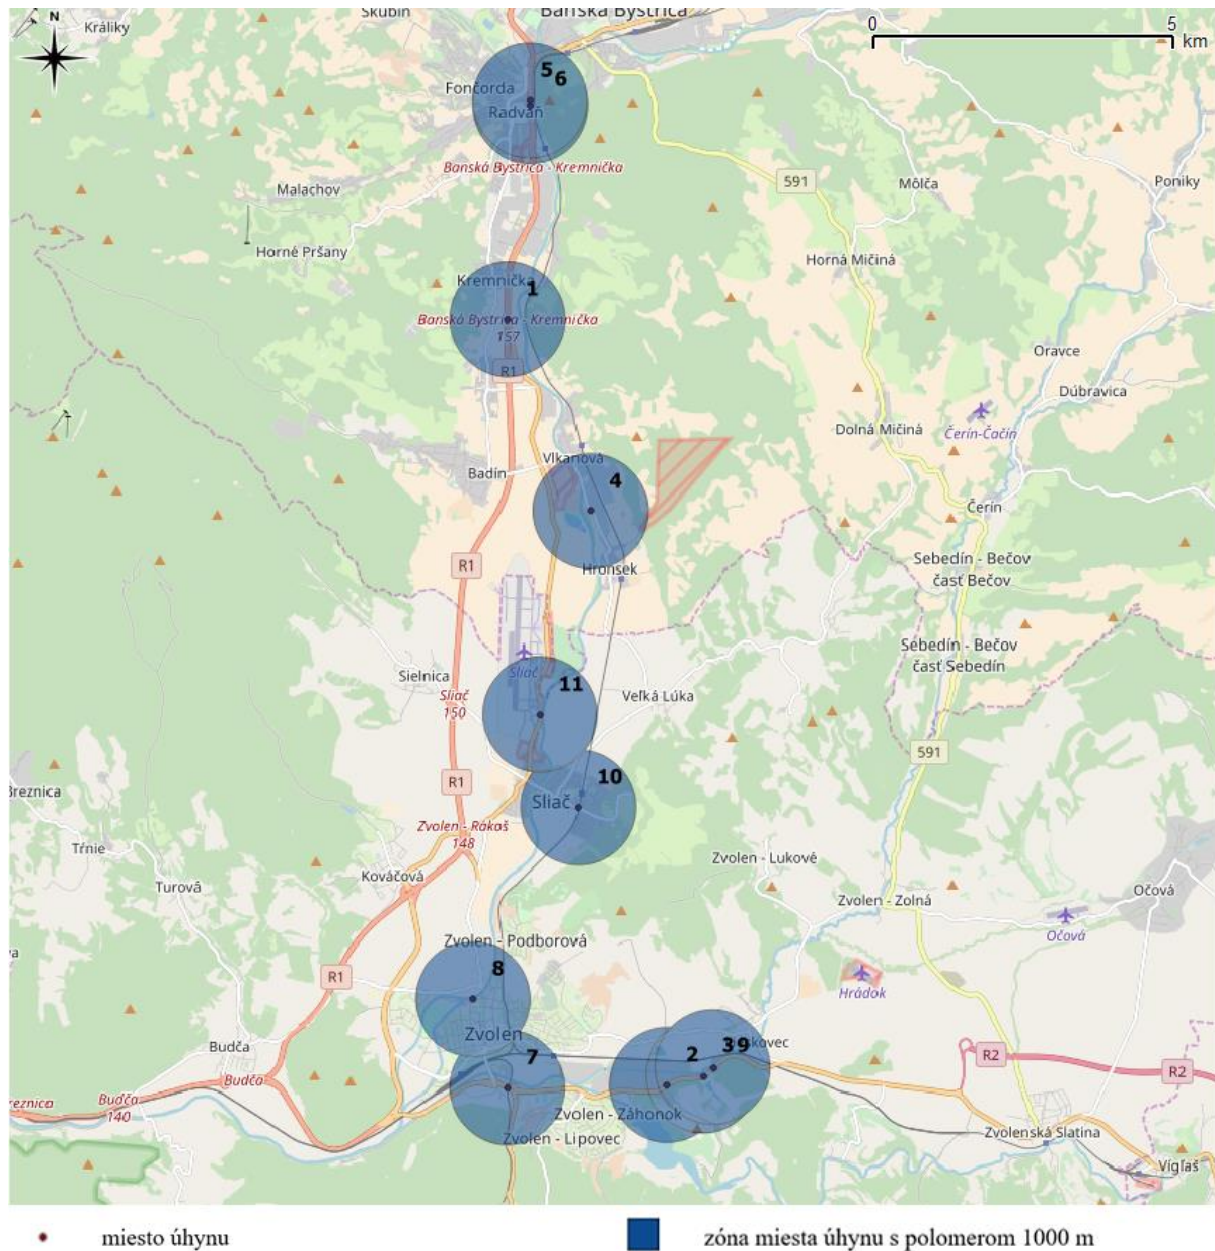 Skubín
Banská Bystrica
N
Králiky
0
5
km
5
6
Fončorda
Radvaň
Banská Bystrica - Kremnička
591
Môlča
Poniky
Malachov
Horné Pršany
Horná Mičiná
Kremnička
1
Banská Bystrica - Kremnička
157
R1
Oravce
Dúbravica
Dolná Mičiná
Čerín-Čačín
Vlkanová
Badín
4
Čerín
R1
Hronsek
Sebedín - Bečov
časť Bečov
Sebedín - Bečov
časť Sebedín
Sliač
Sielnica
11
Veľká Lúka
Sliač
150
591
R1
10
Breznica
Sliač
Zvolen - Rákoš
148
Tŕnie
Zvolen - Lukové
Kováčová
Turová
Očová
Zvolen - Zolná
Očová
Zvolen - Podborová
8
R1
Hrádok
Zvolen
Budča
2
3
9
kovec
R2
R2
7
Budča
Budča
140
reznica
Zvolen - Záhonok
Zvolen - Lipovec
Zvolenská Slatina
Vígľaš
miesto úhynu
zóna miesta úhynu s polomerom 1000 m